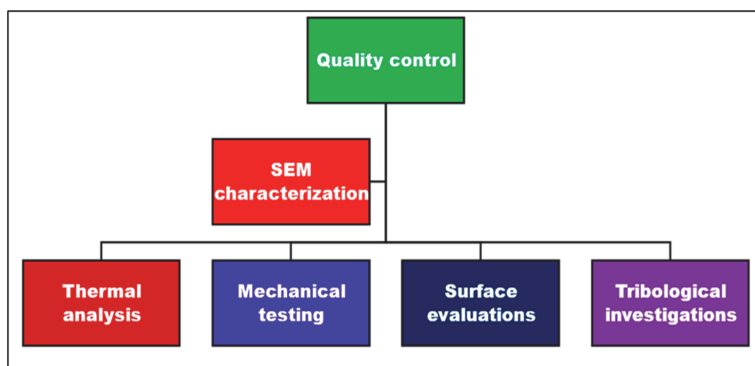 Quality control
SEM
characterization
Thermal
analysis
Mechanical
testing
Surface
evaluations
Tribological
investigations